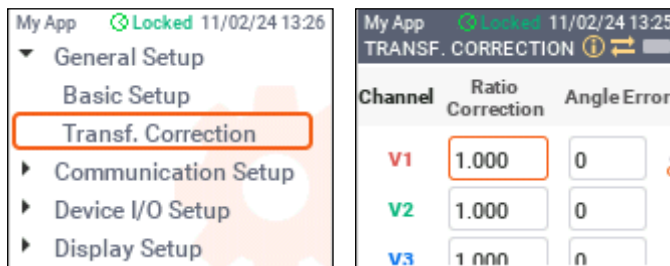 My App Locked 11/02/24 13:26
General Setup
Basic Setup
Transf. Correction
Communication Setup
Device I/O Setup
Display Setup
My App Locked 11/02/24 13:25
TRANSF. CORRECTION
Channel Ratio Correction Angle Error
V1 1.000 0
V2 1.000 0
V3 1.000 0